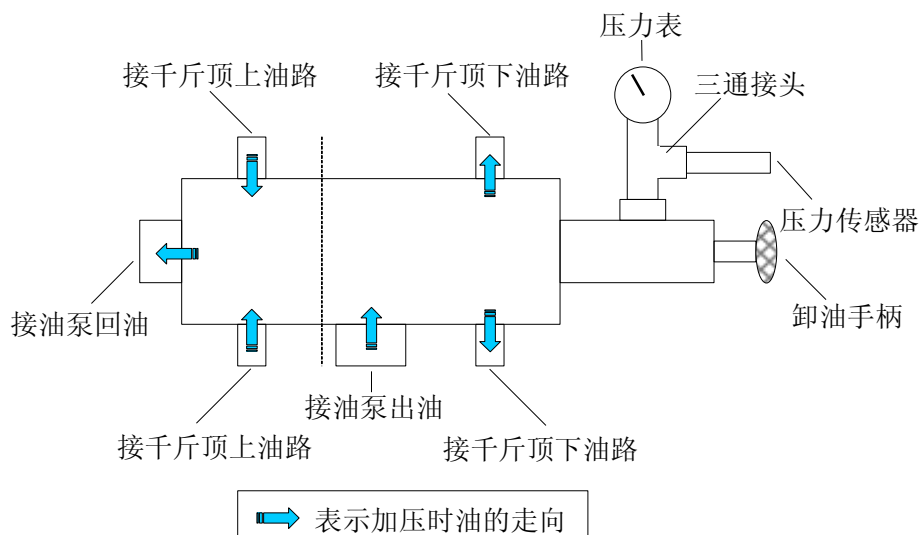 压力表
接千斤顶上油路
接千斤顶下油路
三通接头
压力传感器
接油泵回油
卸油手柄
接油泵出油
接千斤顶上油路
接千斤顶下油路
表示加压时油的走向